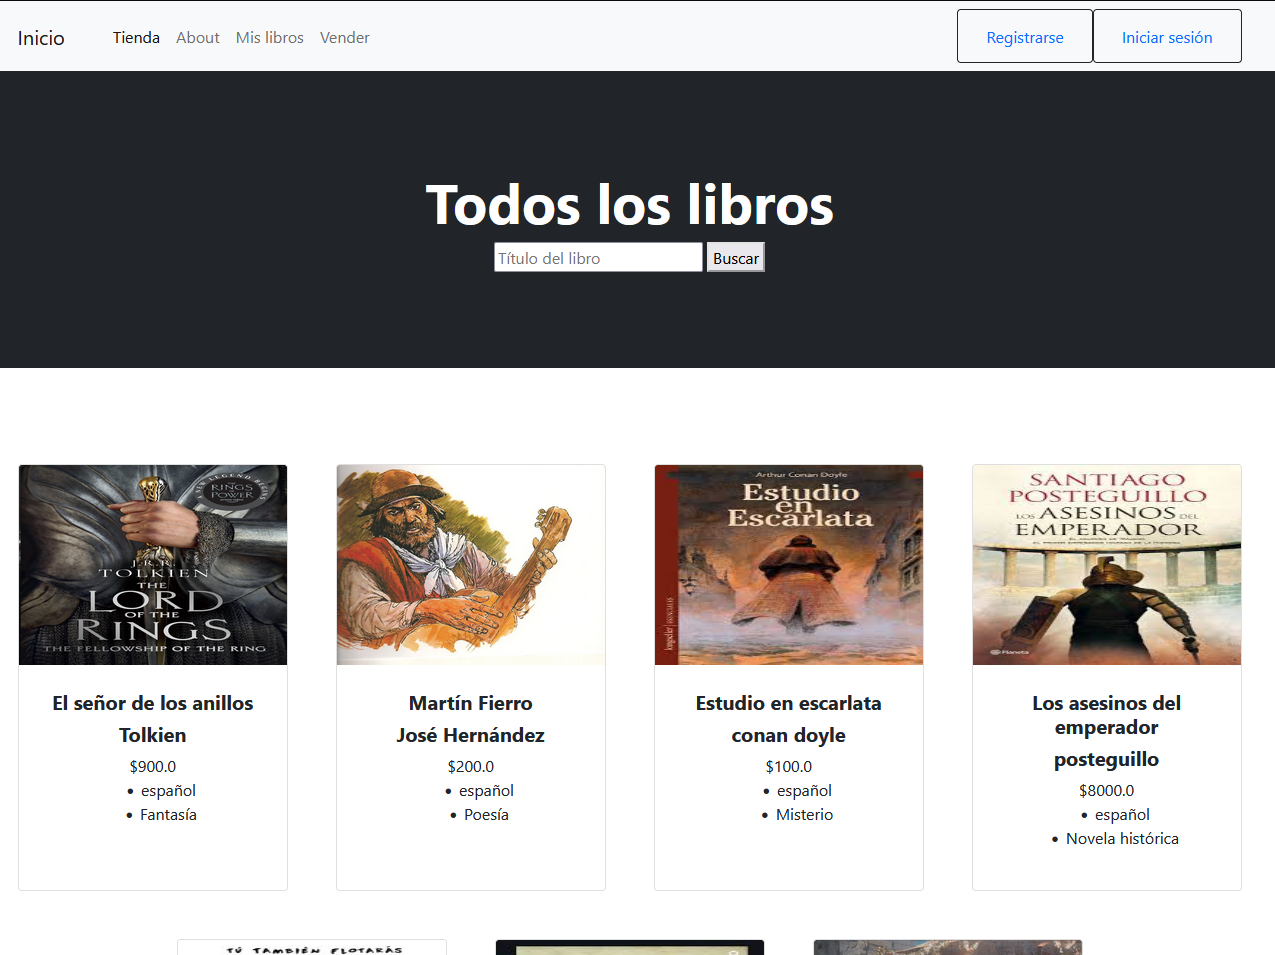 Inicio Tienda About Mis libros Vender Registrarse Iniciar sesión
Todos los libros
Título del libro Buscar
A NEW LEGEND BEGINS
THE
RINGS
OF
POWER
J.R.R.
TOLKIEN
THE
LORD
OF THE
RINGS
THE FELLOWSHIP OF THE RING
El señor de los anillos
Tolkien
$900.0
• español
• Fantasía
Martín Fierro
José Hernández
$200.0
• español
• Poesía
Arthur Conan Doyle
Estudio
en
Escarlata
Estudio en escarlata
conan doyle
$100.0
• español
• Misterio
SANTIAGO
POSTEGUILLO
LOS ASESINOS DEL
EMPERADOR
Planeta
Los asesinos del
emperador
posteguillo
$8000.0
• español
• Novela histórica
TÚ TAMBIÉN FLOTARÁS